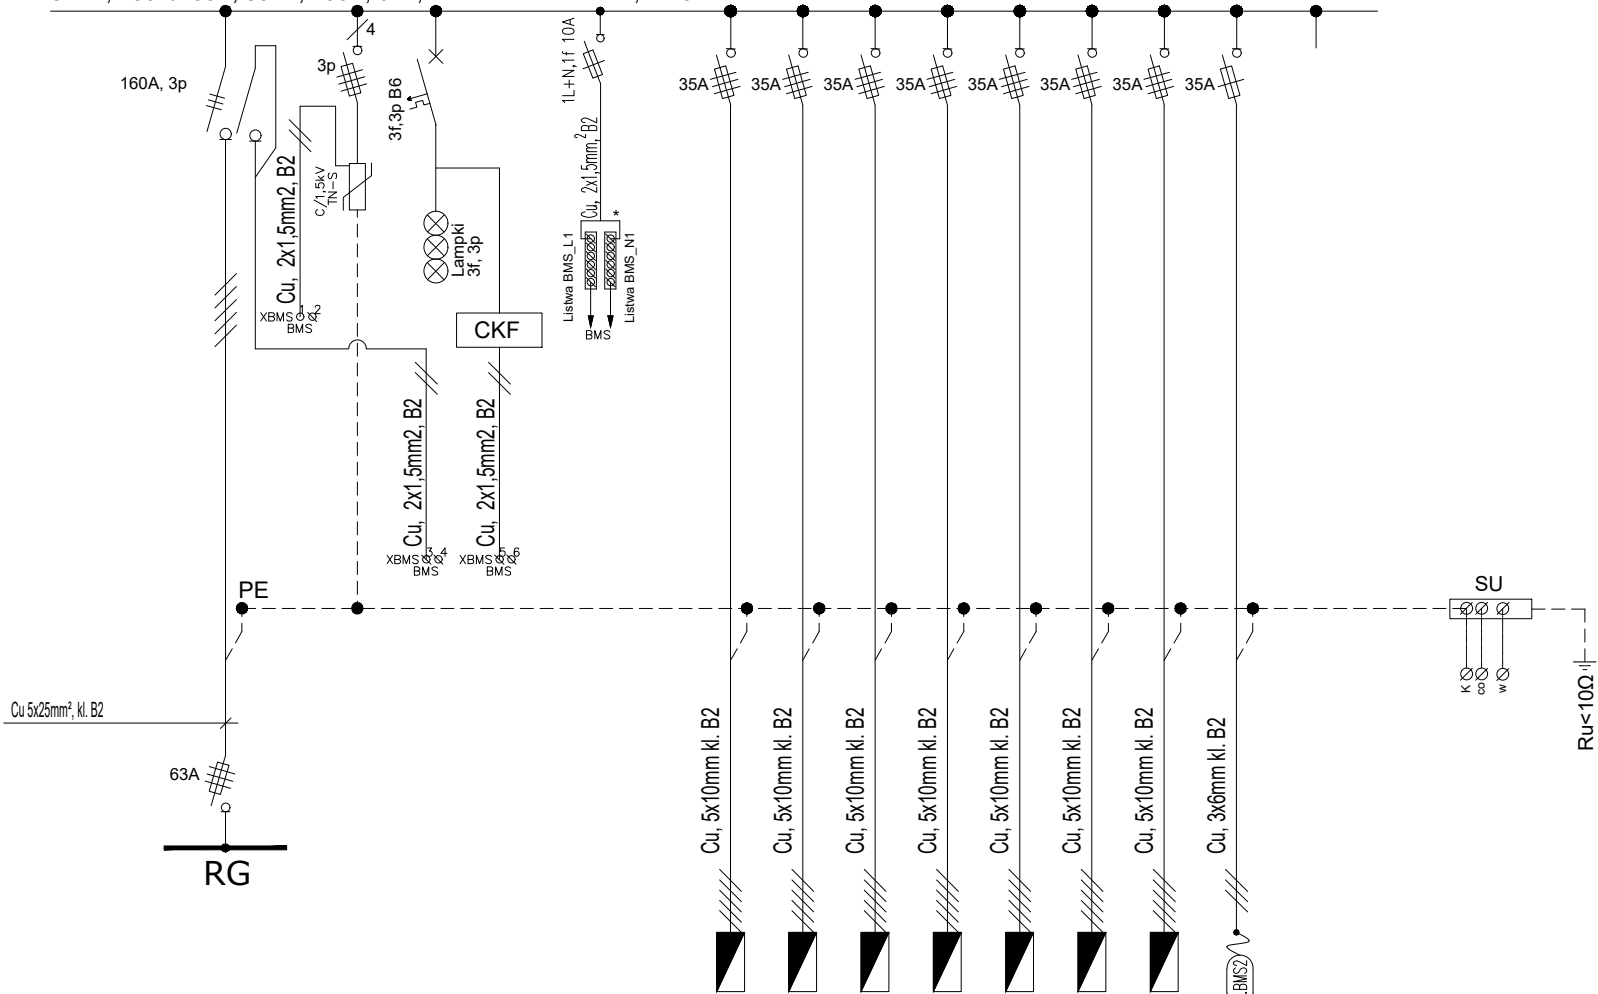 4
160A, 3p
3p
3f,3p B6
1L+N,1f 10A
35A
35A
35A
35A
35A
35A
35A
35A
Cu, 2x1,5mm2, B2
C/1,5kV
TN-S
Cu, 2x1,5mm,² B2
*
Lampki
3f, 3p
Listwa BMS_L1
Listwa BMS_N1
BMS
XBMS 1 2
BMS
CKF
Cu, 2x1,5mm2, B2
Cu, 2x1,5mm2, B2
XBMS 3 4
BMS
XBMS 5 6
BMS
PE
SU
K
co
w
Ru<10Ω
Cu 5x25mm², kl. B2
63A
RG
Cu, 5x10mm kl. B2
Cu, 5x10mm kl. B2
Cu, 5x10mm kl. B2
Cu, 5x10mm kl. B2
Cu, 5x10mm kl. B2
Cu, 5x10mm kl. B2
Cu, 5x10mm kl. B2
Cu, 3x6mm kl. B2
.BMS2